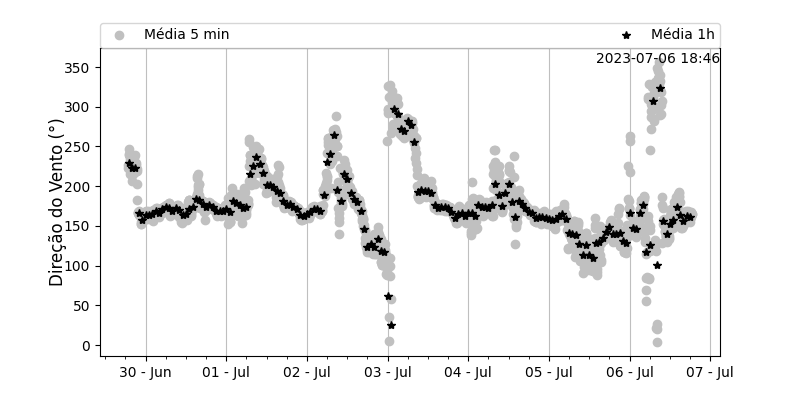 Média 5 min
Média 1h
2023-07-06 18:46
Direção do Vento (°)
350
300
250
200
150
100
50
0
30 - Jun
01 - Jul
02 - Jul
03 - Jul
04 - Jul
05 - Jul
06 - Jul
07 - Jul